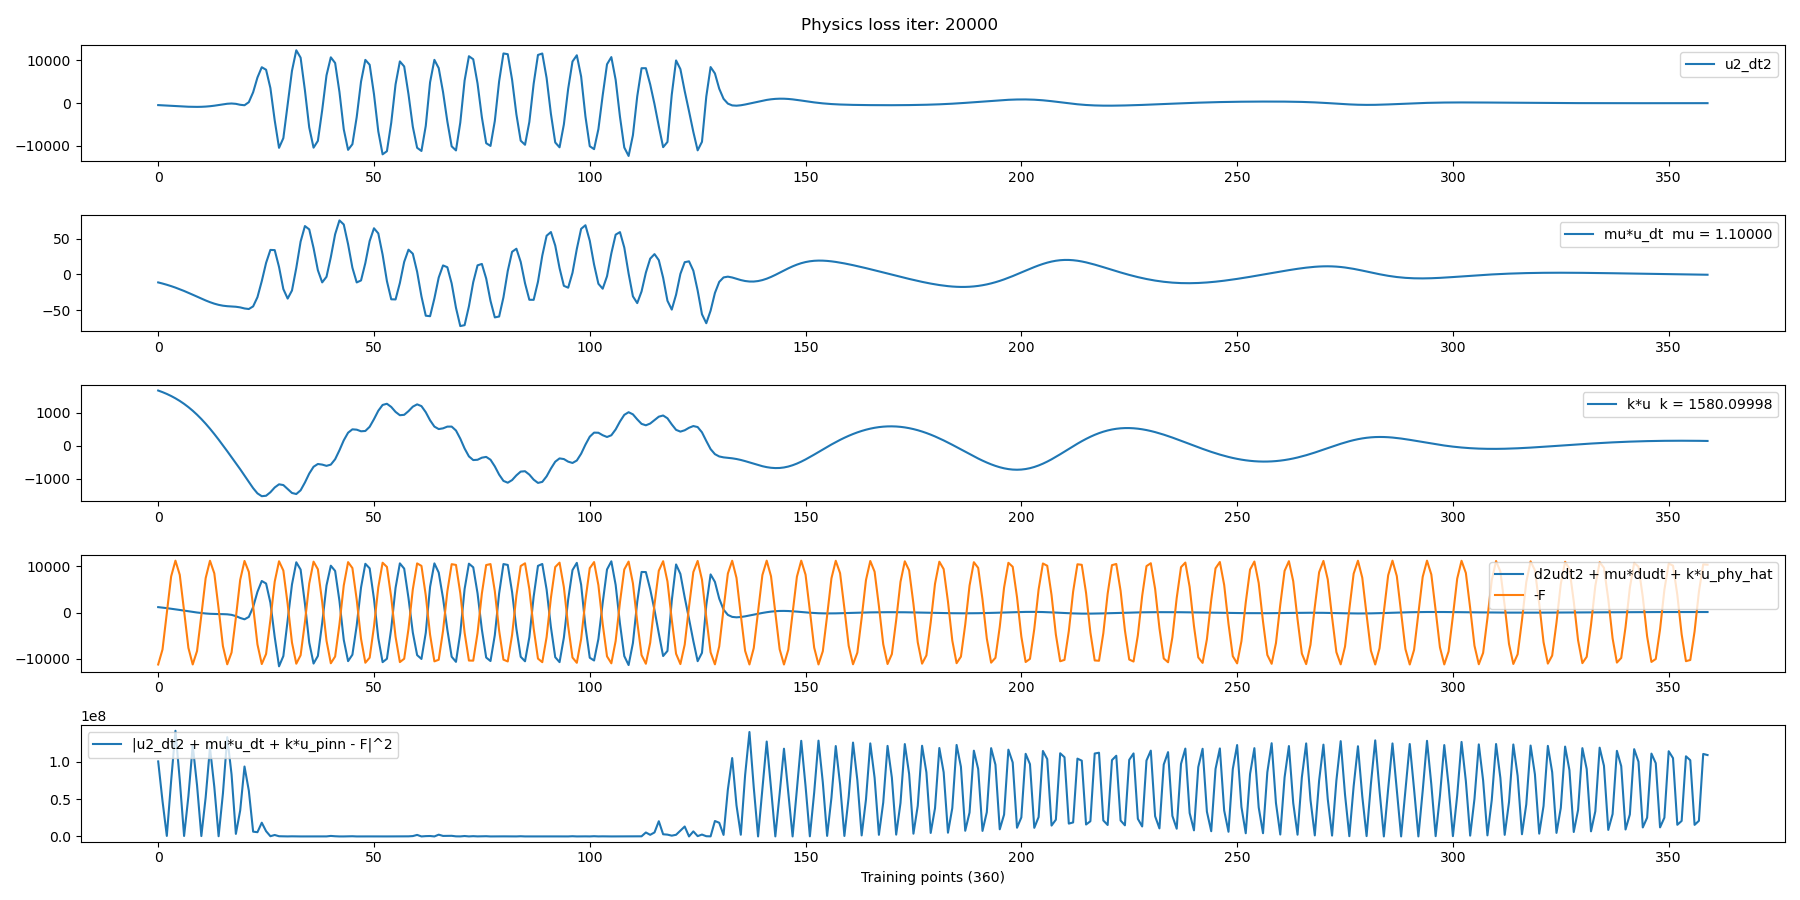 Physics loss iter: 20000
10000
0
−10000
u2_dt2
0 50 100 150 200 250 300 350
50
0
−50
mu*u_dt mu = 1.10000
0 50 100 150 200 250 300 350
1000
0
−1000
k*u k = 1580.09998
0 50 100 150 200 250 300 350
10000
0
−10000
d2udt2 + mu*dudt + k*u_phy_hat
-F
0 50 100 150 200 250 300 350
1e8
1.0
0.5
0.0
|u2_dt2 + mu*u_dt + k*u_pinn - F|^2
0 50 100 150 200 250 300 350
Training points (360)